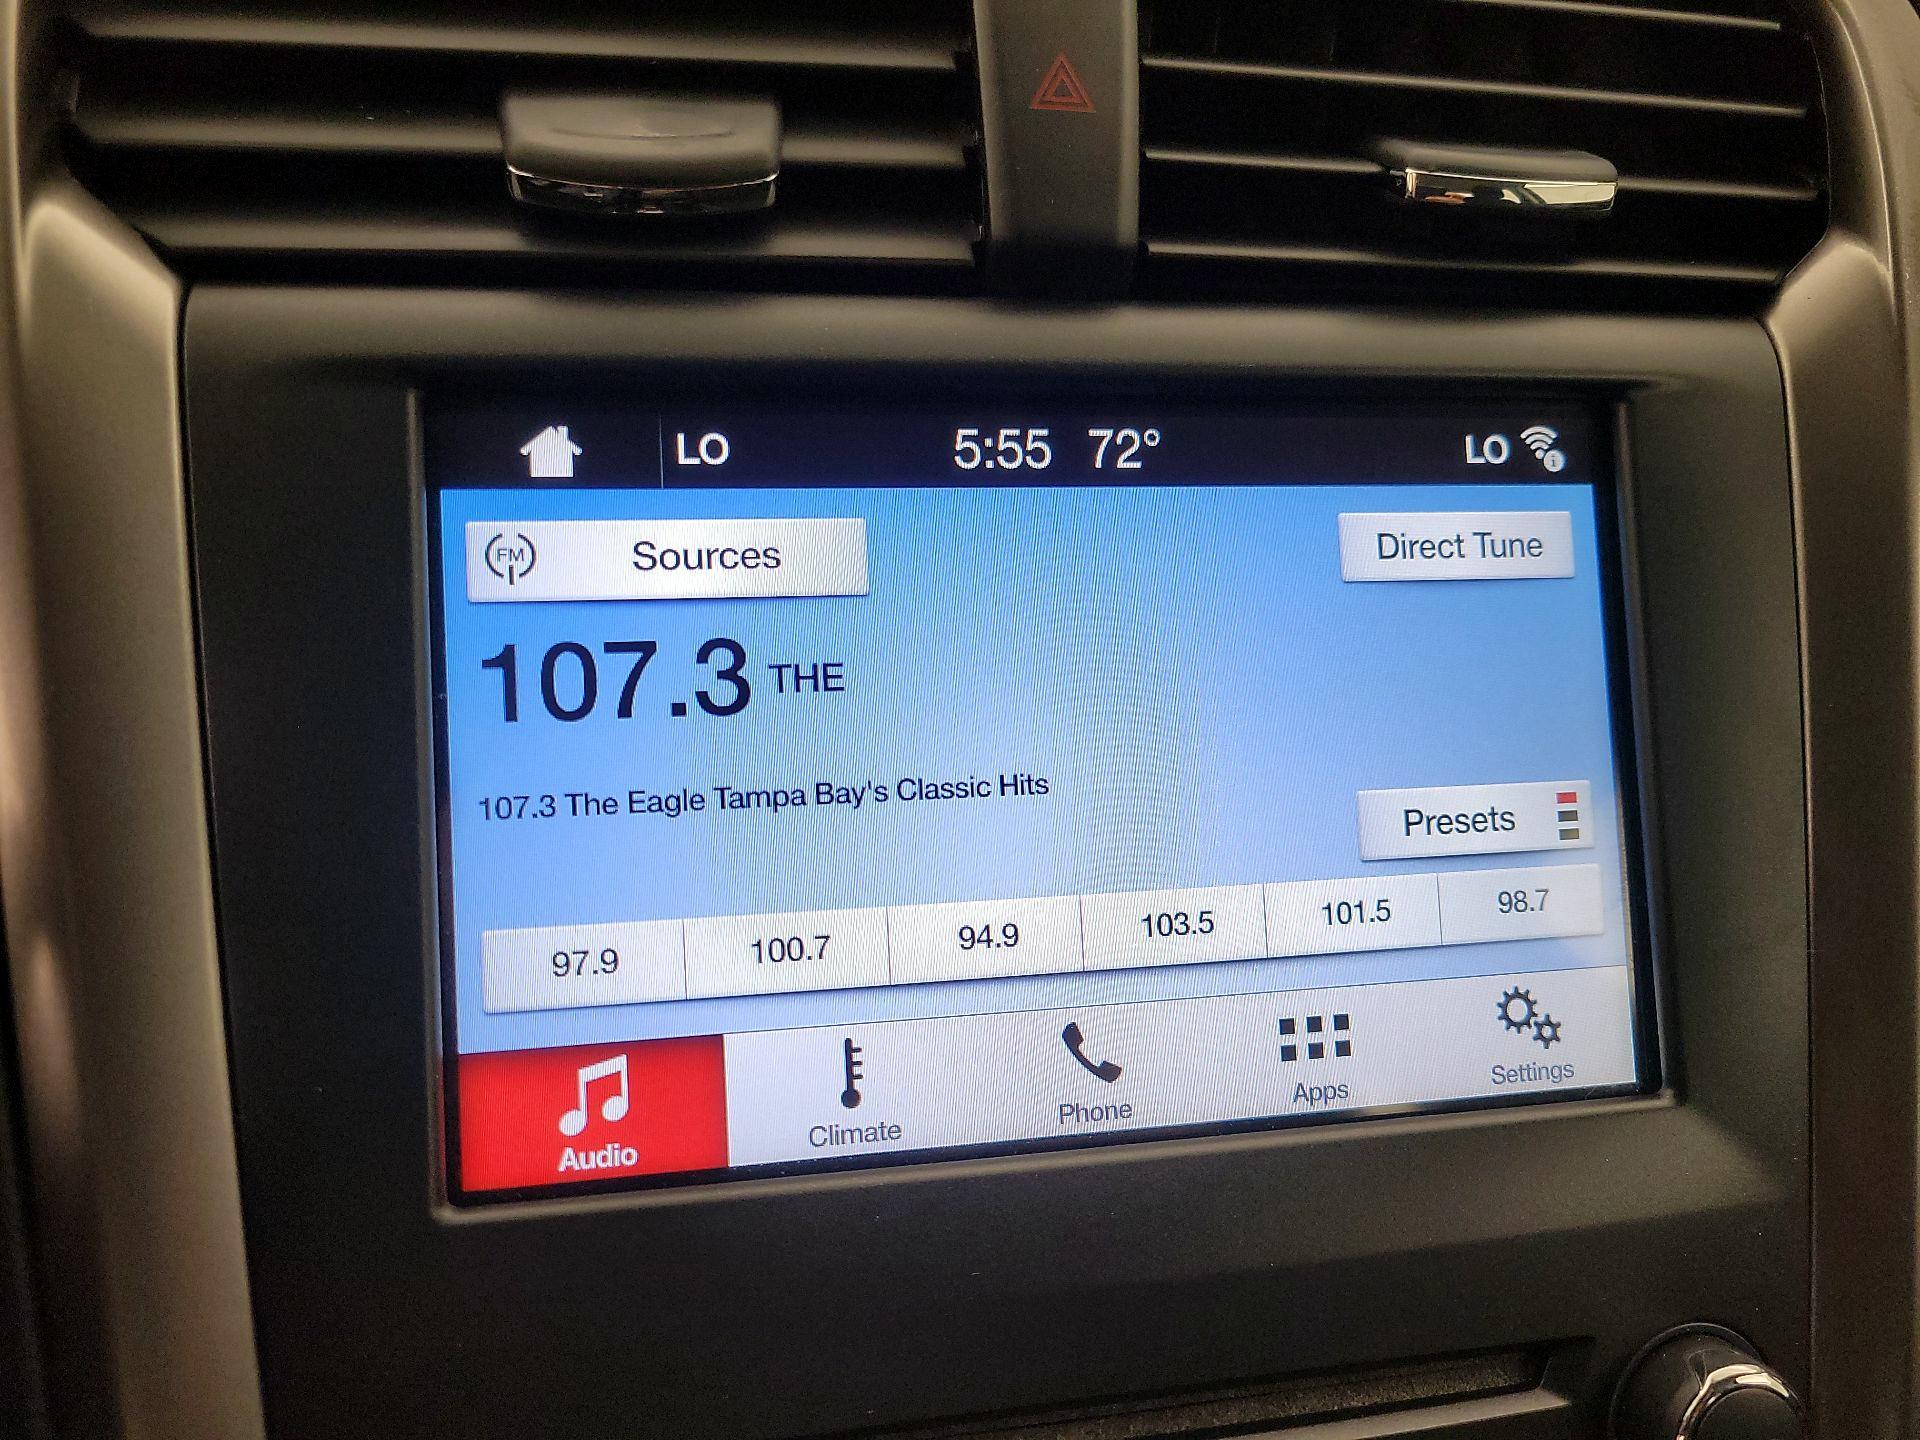 LO 5:55 72° LO
FM Sources
Direct Tune
107.3 THE
107.3 The Eagle Tampa Bay's Classic Hits
Presets
97.9 100.7 94.9 103.5 101.5 98.7
Audio Climate Phone Apps Settings